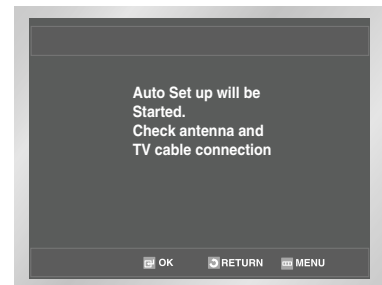 Auto Set up will be
Started.
Check antenna and
TV cable connection
OK RETURN MENU